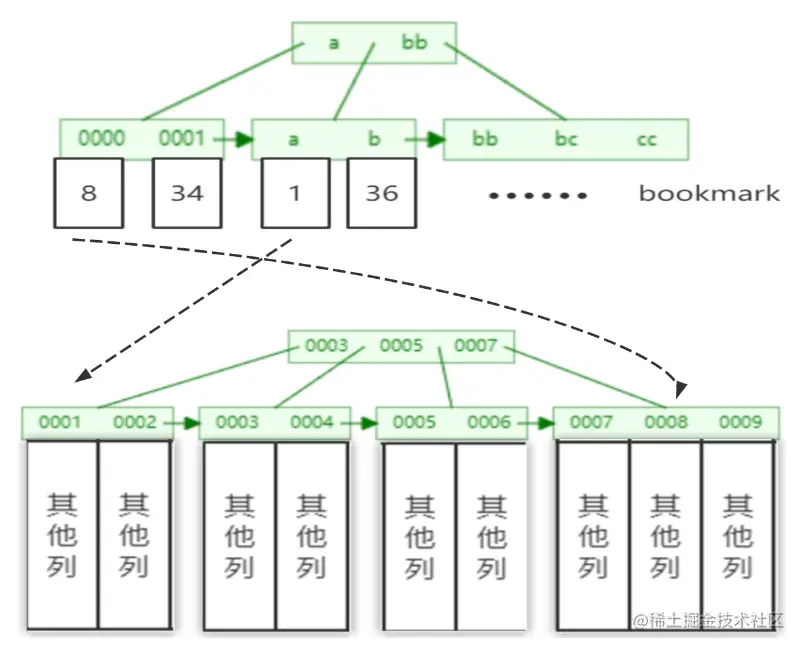 a bb
0000 0001 a b bb bc cc
8 34 1 36 •••••• bookmark
0003 0005 0007
0001 0002 0003 0004 0005 0006 0007 0008 0009
其他列 其他列 其他列 其他列 其他列 其他列 其他列 其他列 其他列
@稀土掘金技术社区